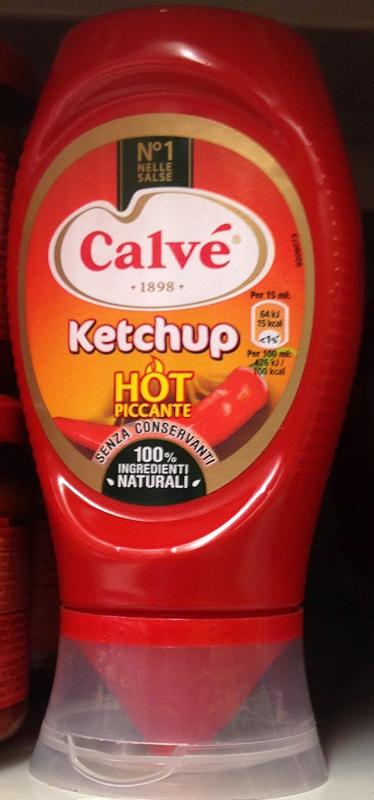 N°1
NELLE
SALSE
Calvé®
• 1898 •
Ketchup
Per 15 ml:
64 kJ
15 kcal
<1%*
Per 100 ml:
426 kJ /
100 kcal
HOT
PICCANTE
SENZA CONSERVANTI
100%
INGREDIENTI
NATURALI